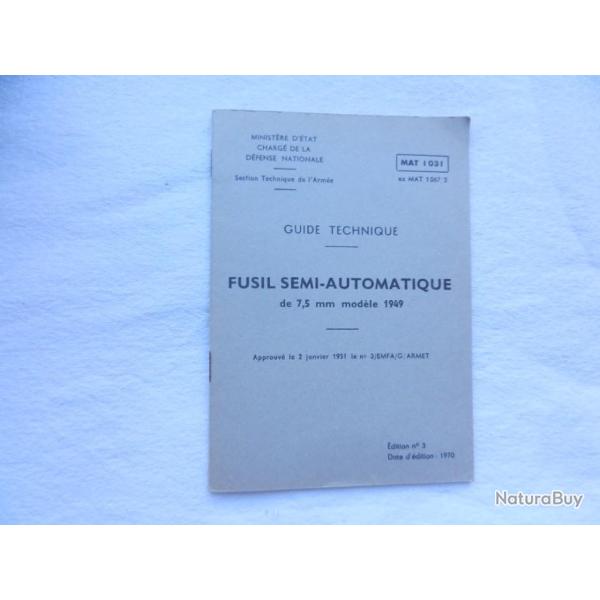 MINISTÈRE D'ÉTAT
CHARGÉ DE LA
DÉFENSE NATIONALE
Section Technique de l'Armée
MAT 1031
ex MAT 1067 2
GUIDE TECHNIQUE
FUSIL SEMI-AUTOMATIQUE
de 7,5 mm modèle 1949
Approuvé le 2 janvier 1951 le nº 3/EMFA/G/ARMET
Édition nº 3
Date d'édition : 1970
NaturaBuy